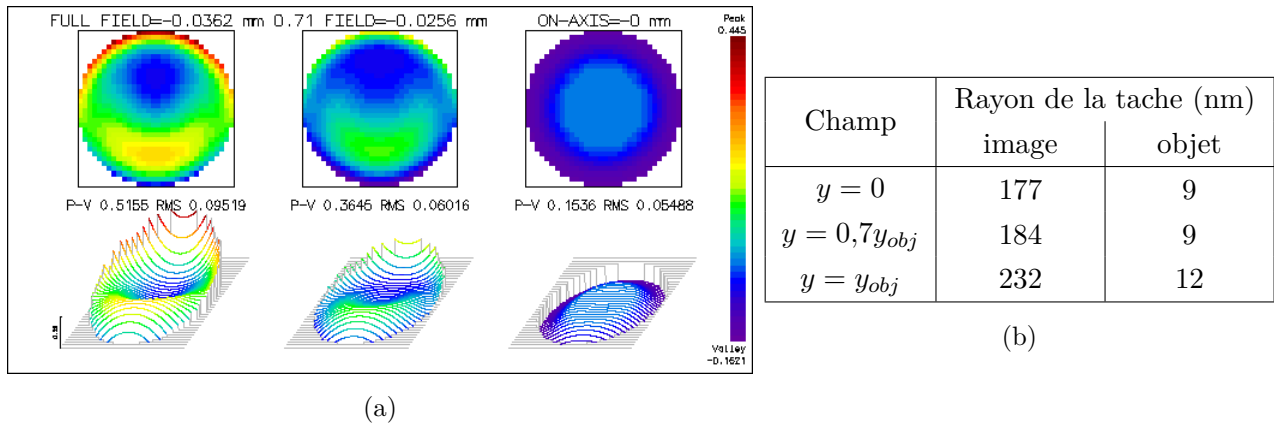 FULL FIELD=-0.0362 mm 0.71 FIELD=-0.0256 mm ON-AXIS=-0 mm
Peak
0.445
P-V 0.5155 RMS 0.09519 P-V 0.3645 RMS 0.06016 P-V 0.1536 RMS 0.05488
Valley
-0.1621
(a)
Champ Rayon de la tache (nm)
image objet
y = 0 177 9
y = 0,7y_obj 184 9
y = y_obj 232 12
(b)